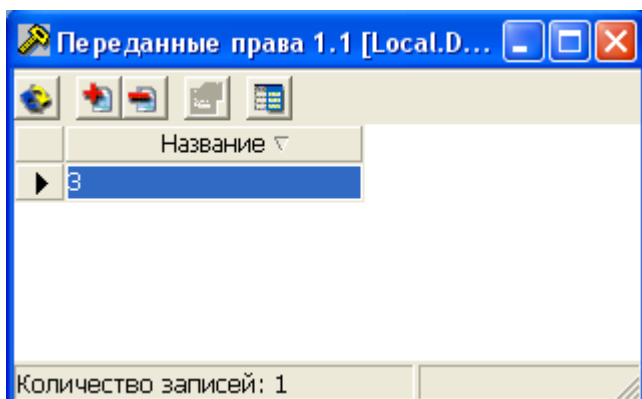 Переданные права 1.1 [Local.D...
Название
3
Количество записей: 1